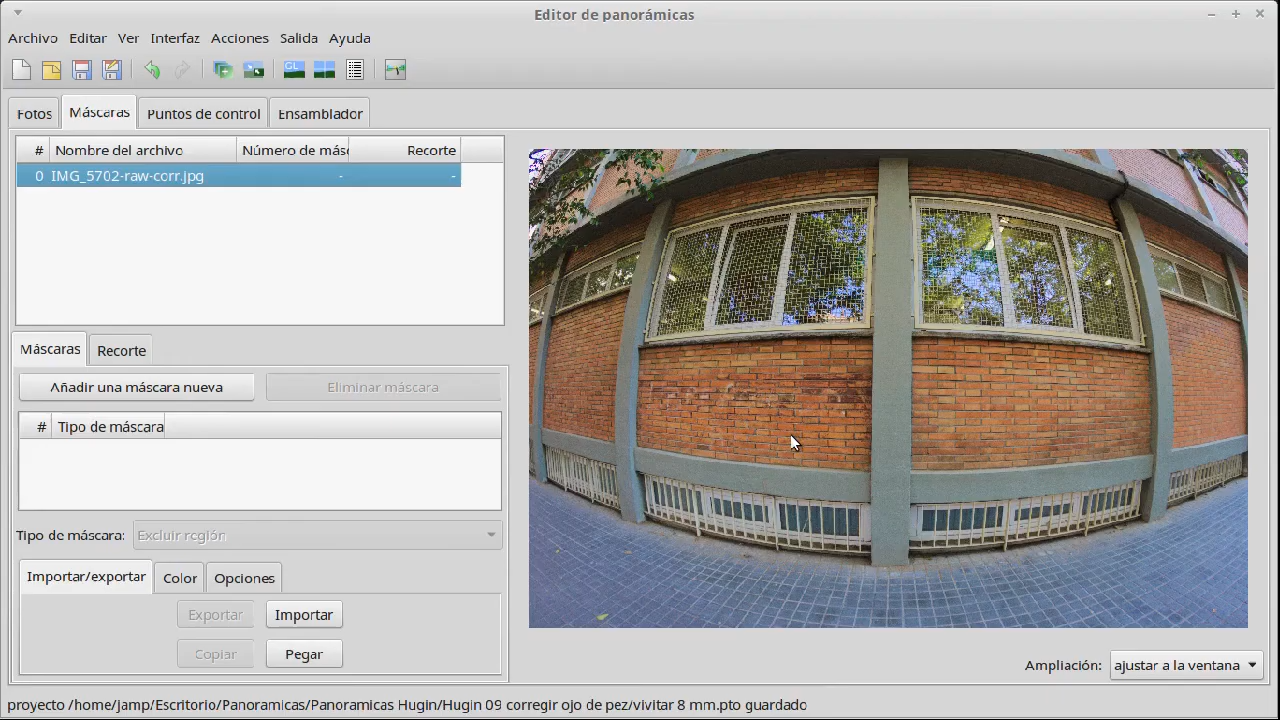 Editor de panorámicas
Archivo Editar Ver Interfaz Acciones Salida Ayuda
GL
Fotos Máscaras Puntos de control Ensamblador
# Nombre del archivo Número de másc Recorte
0 IMG_5702-raw-corr.jpg - -
Máscaras Recorte
Añadir una máscara nueva Eliminar máscara
# Tipo de máscara
Tipo de máscara: Excluir región
Importar/exportar Color Opciones
Exportar Importar
Copiar Pegar
Ampliación: ajustar a la ventana
proyecto /home/jamp/Escritorio/Panoramicas/Panoramicas Hugin/Hugin 09 corregir ojo de pez/vivitar 8 mm.pto guardado